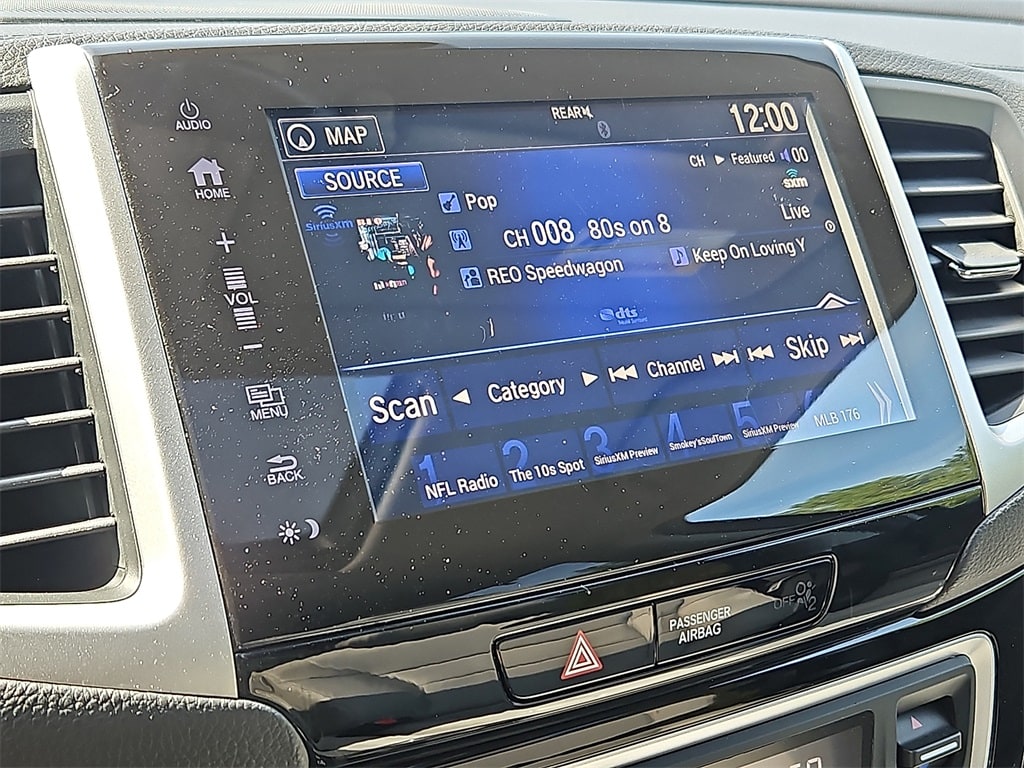 AUDIO
HOME
+
VOL
−
MENU
BACK
MAP
REAR
12:00
SOURCE
CH ▶ Featured 00
SiriusXM
sxm
Pop
Live
CH 008 80s on 8
REO Speedwagon
Keep On Loving Y
dts
Scan
◀ Category ▶
Channel
Skip
1 NFL Radio
2 The 10s Spot
3 SiriusXM Preview
4 Smokey'sSoulTown
5 SiriusXM Preview
MLB 176
PASSENGER
AIRBAG
OFF
2